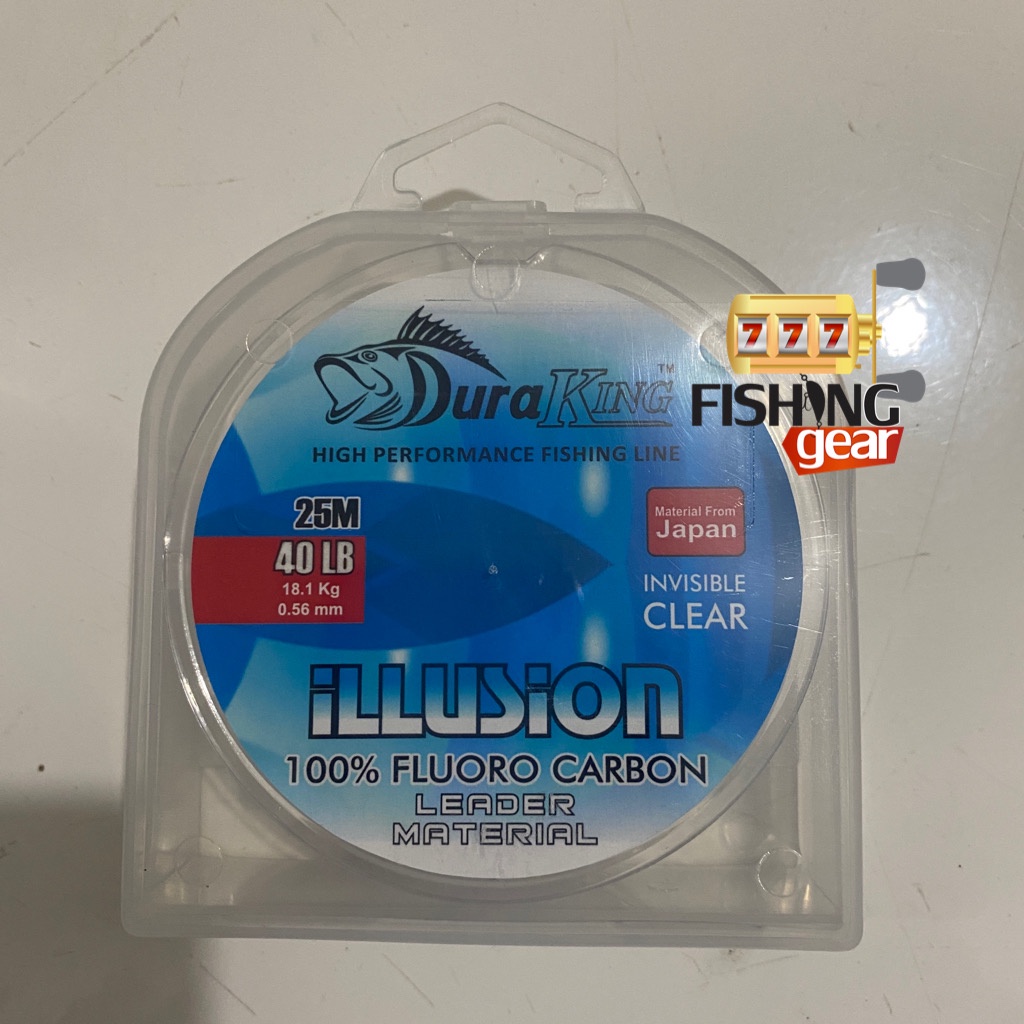 777
FISHING
gear
DuraKING™
HIGH PERFORMANCE FISHING LINE
25M
40 LB
18.1 Kg
0.56 mm
Material From
Japan
INVISIBLE
CLEAR
iLLUSiON
100% FLUORO CARBON
LEADER
MATERIAL